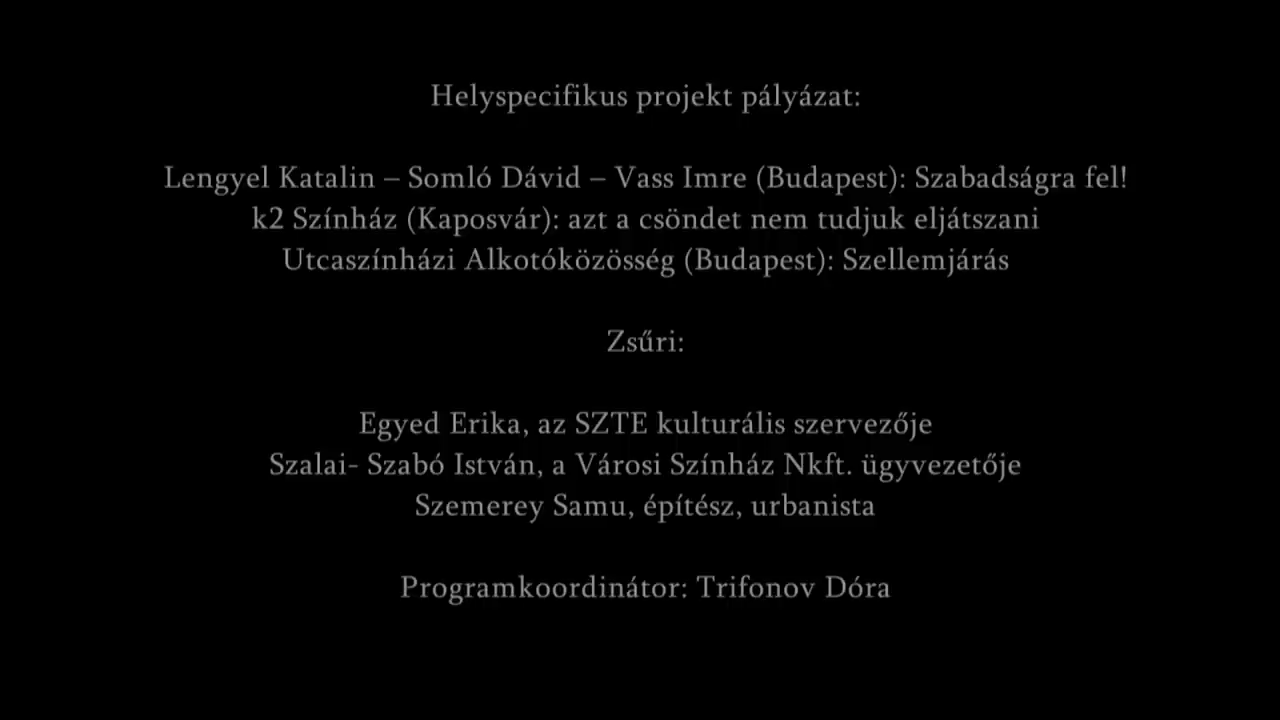 Helyspecifikus projekt pályázat:
Lengyel Katalin – Somló Dávid – Vass Imre (Budapest): Szabadságra fel!
k2 Színház (Kaposvár): azt a csöndet nem tudjuk eljátszani
Utcaszínházi Alkotóközösség (Budapest): Szellemjárás
Zsűri:
Egyed Erika, az SZTE kulturális szervezője
Szalai- Szabó István, a Városi Színház Nkft. ügyvezetője
Szemerey Samu, építész, urbanista
Programkoordinátor: Trifonov Dóra